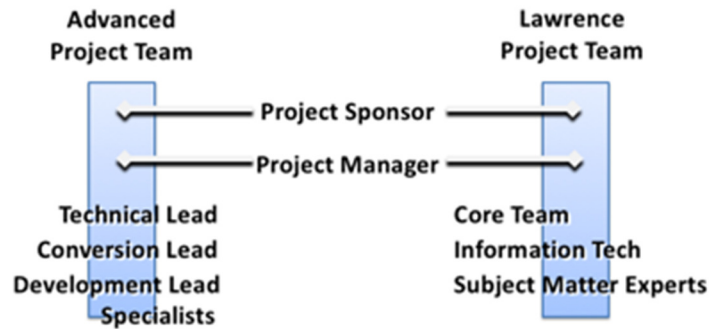 Advanced
Project Team
Lawrence
Project Team
Project Sponsor
Project Manager
Technical Lead
Conversion Lead
Development Lead
Specialists
Core Team
Information Tech
Subject Matter Experts